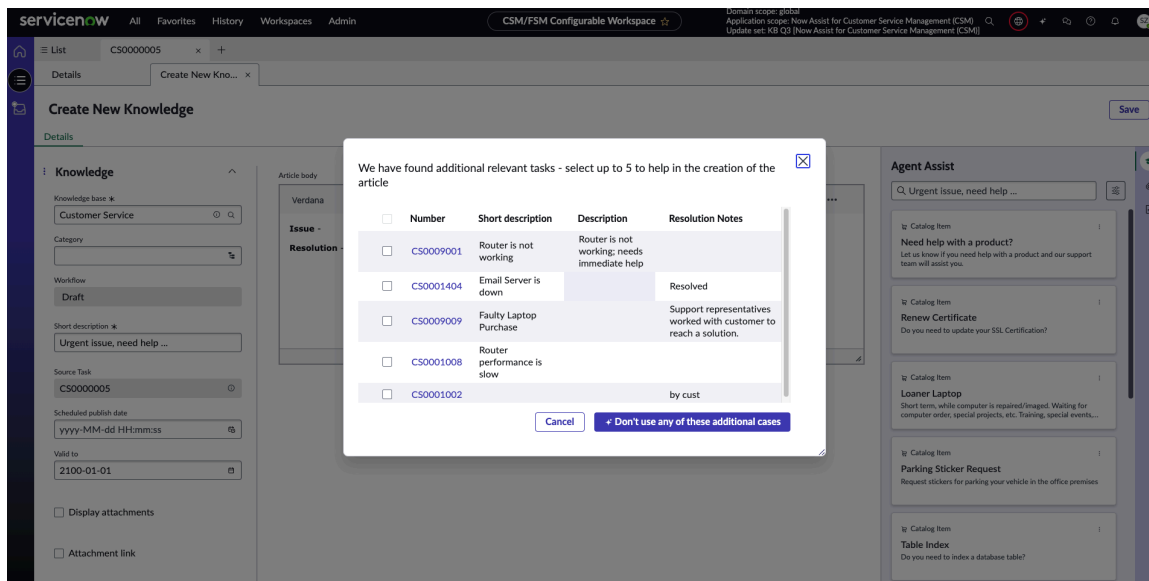 servicenow All Favorites History Workspaces Admin
CSM/FSM Configurable Workspace
Domain scope: global
Application scope: Now Assist for Customer Service Management (CSM)
Update set: KB Q3 [Now Assist for Customer Service Management (CSM)]
List CS0000005
Details Create New Kno...
Create New Knowledge
Save
Details
Knowledge
Knowledge base
Customer Service
Category
Workflow
Draft
Short description
Urgent issue, need help ...
Source Task
CS0000005
Scheduled publish date
yyyy-MM-dd HH:mm:ss
Valid to
2100-01-01
Display attachments
Attachment link
Article body
Verdana
Issue -
Resolution -
We have found additional relevant tasks - select up to 5 to help in the creation of the
article
Number Short description Description Resolution Notes
CS0009001
Router is not
working
Router is not
working; needs
immediate help
CS0001404
Email Server is
down
Resolved
CS0009009
Faulty Laptop
Purchase
Support representatives
worked with customer to
reach a solution.
CS0001008
Router
performance is
slow
CS0001002 by cust
Cancel Don't use any of these additional cases
Agent Assist
Urgent issue, need help ...
Catalog Item
Need help with a product?
Let us know if you need help with a product and our support
team will assist you.
Catalog Item
Renew Certificate
Do you need to update your SSL Certification?
Catalog Item
Loaner Laptop
Short term, while computer is repaired/imaged. Waiting for
computer order, special projects, etc. Training, special events,...
Catalog Item
Parking Sticker Request
Request stickers for parking your vehicle in the office premises
Catalog Item
Table Index
Do you need to index a database table?